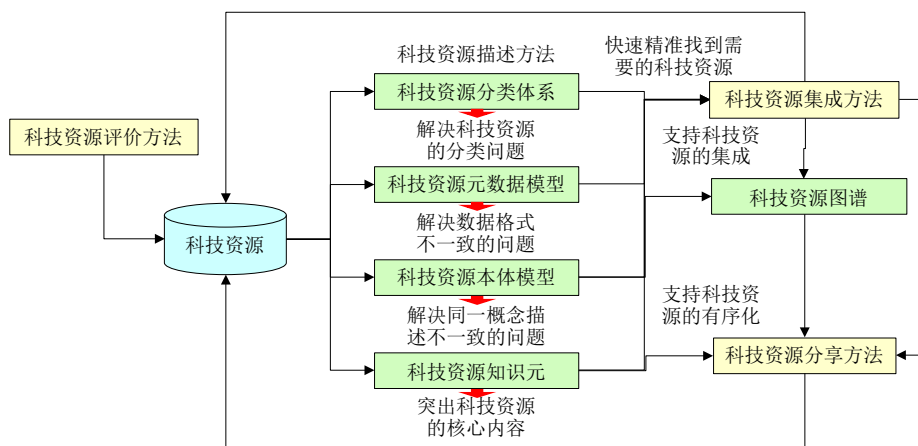 科技资源描述方法
快速精准找到需
要的科技资源
科技资源分类体系
科技资源集成方法
科技资源评价方法
解决科技资源
的分类问题
支持科技资
源的集成
科技资源元数据模型
科技资源图谱
解决数据格式
不一致的问题
科技资源
科技资源本体模型
支持科技资
源的有序化
解决同一概念描
述不一致的问题
科技资源分享方法
科技资源知识元
突出科技资源
的核心内容